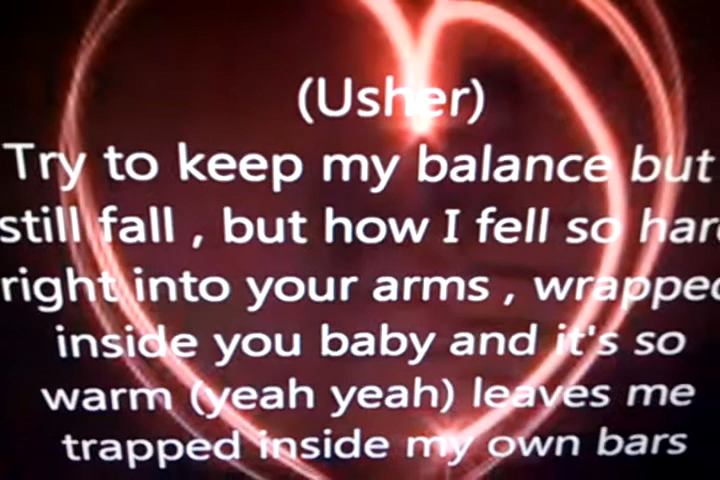 (Usher)
Try to keep my balance but
still fall , but how I fell so hard
right into your arms , wrapped
inside you baby and it's so
warm (yeah yeah) leaves me
trapped inside my own bars